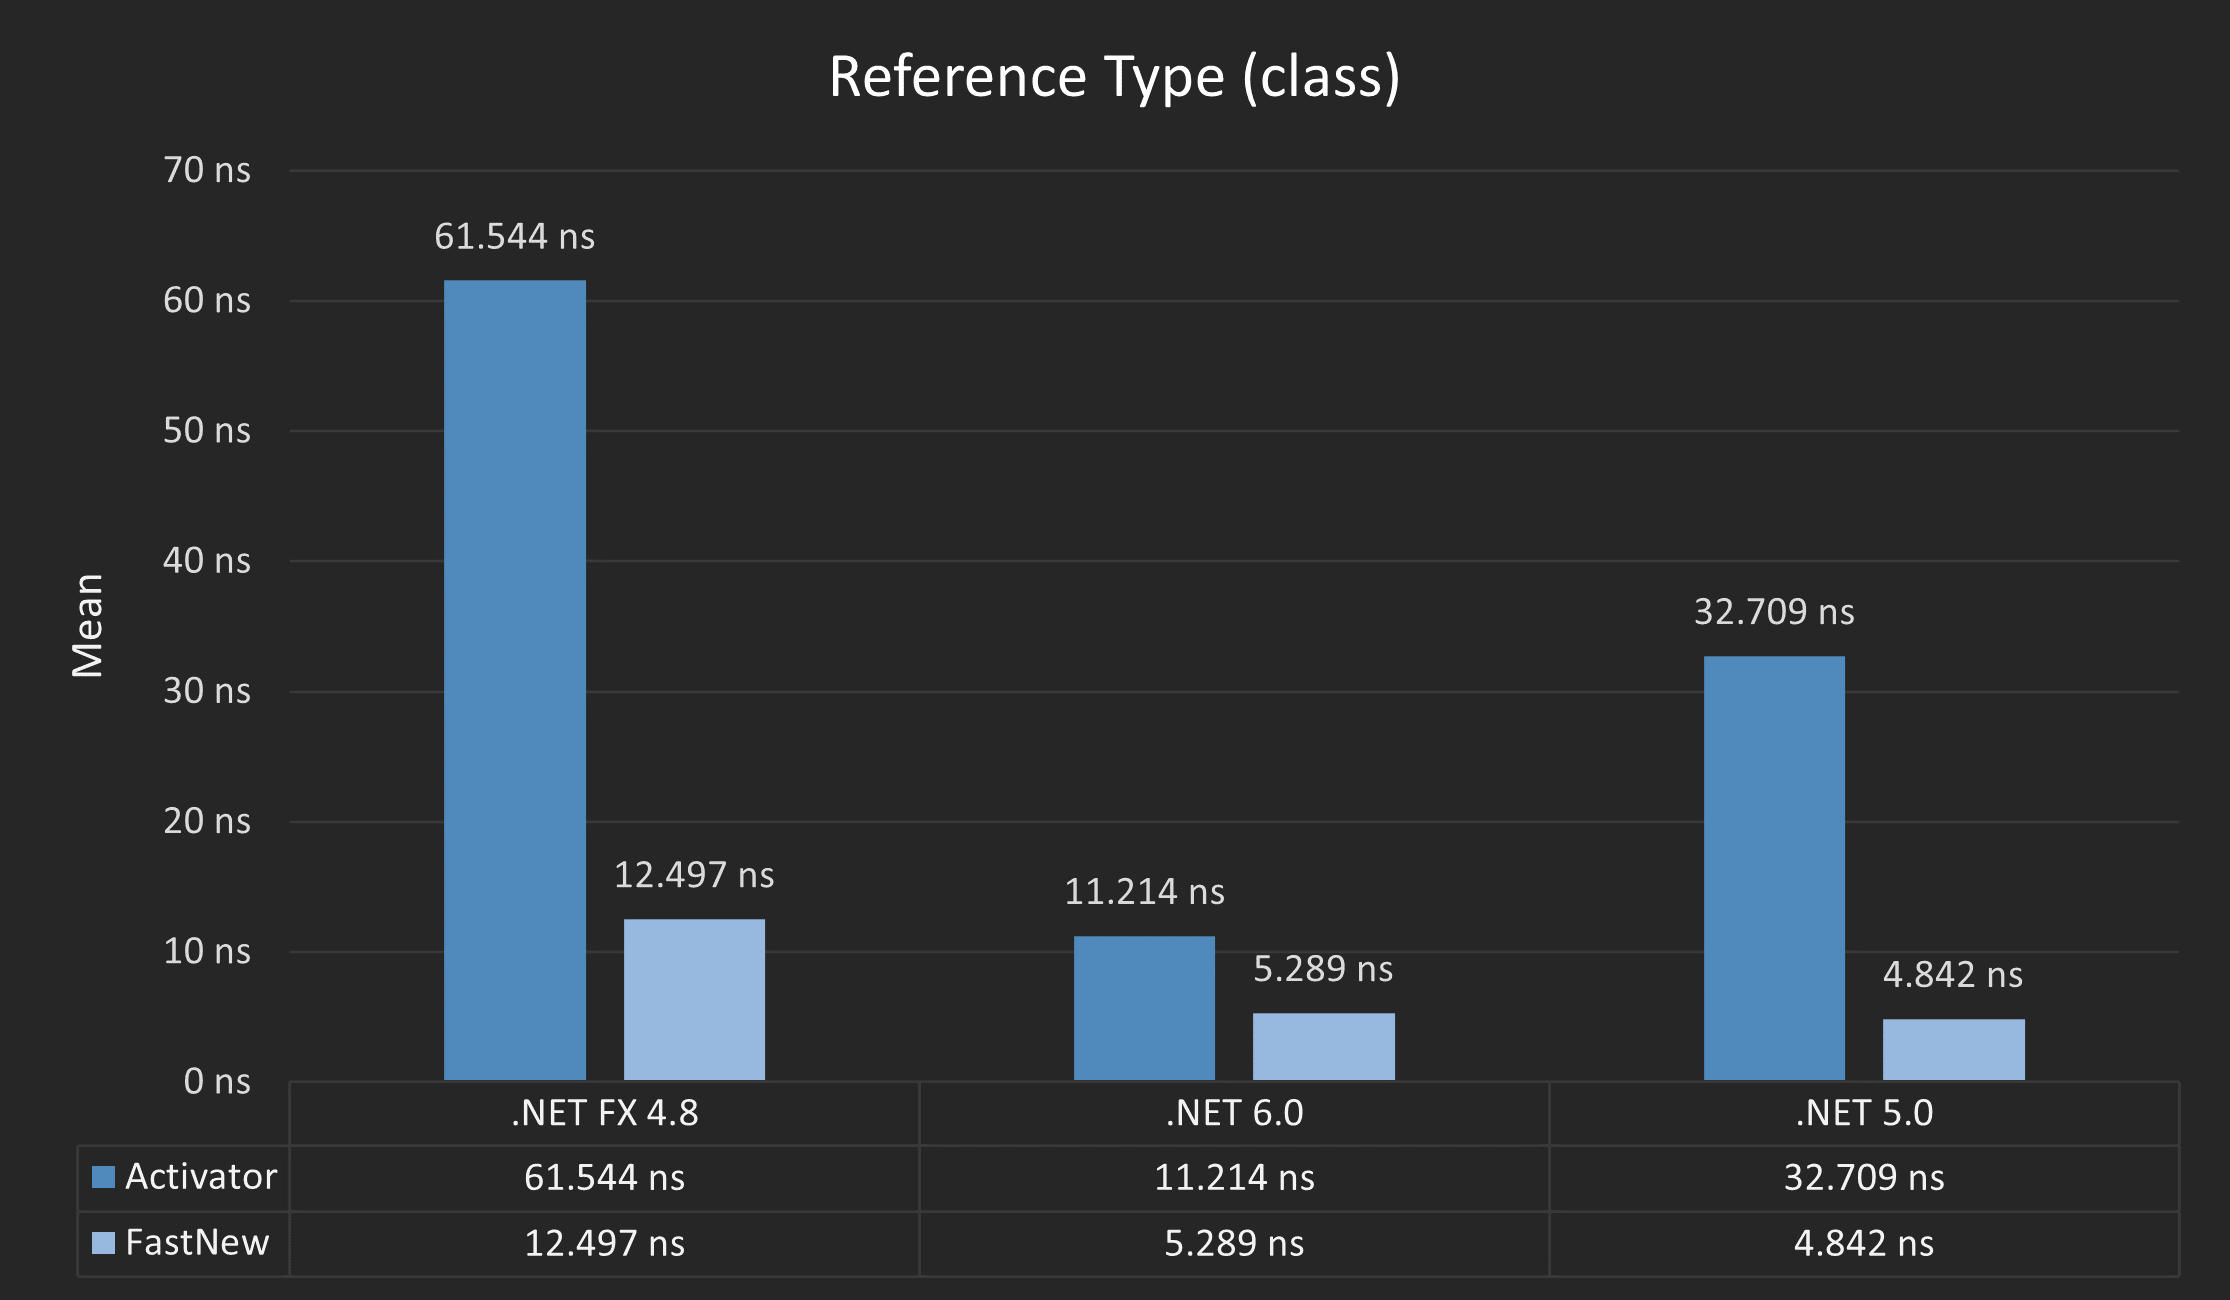 Reference Type (class)
70 ns
61.544 ns
60 ns
50 ns
40 ns
Mean
32.709 ns
30 ns
20 ns
12.497 ns
11.214 ns
10 ns
5.289 ns
4.842 ns
0 ns
.NET FX 4.8 .NET 6.0 .NET 5.0
Activator 61.544 ns 11.214 ns 32.709 ns
FastNew 12.497 ns 5.289 ns 4.842 ns